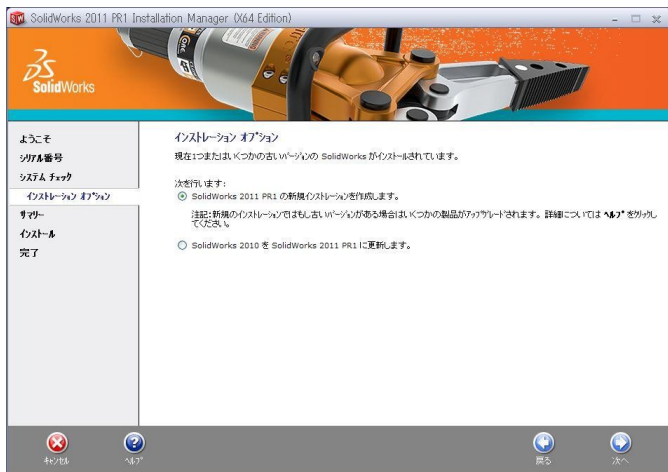 SolidWorks 2011 PR1 Installation Manager (X64 Edition)
SolidWorks
ようこそ
シリアル番号
システム チェック
インストレーション オプション
サマリー
インストール
完了
インストレーション オプション
現在1つまたはいくつかの古いバージョンの SolidWorks がインストールされています。
次を行います:
SolidWorks 2011 PR1 の新規インストレーションを作成します。
注記:新規のインストレーションではもし古いバージョンがある場合はいくつかの製品がアップグレードされます。詳細については ヘルプ をクリックし
てください。
SolidWorks 2010 を SolidWorks 2011 PR1 に更新します。
キャンセル
ヘルプ
戻る
次へ